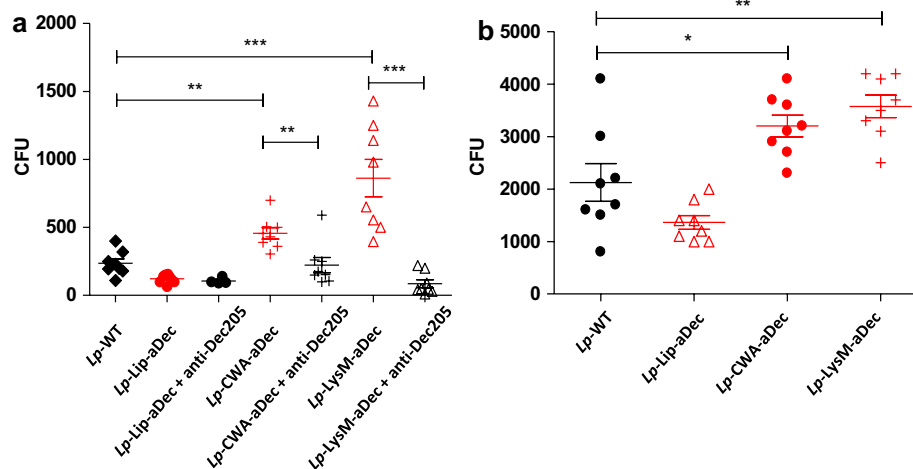 a
2000
1500
1000
500
0
CFU
***
**
**
***
Lp-WT
Lp-Lip-aDec
Lp-Lip-aDec + anti-Dec205
Lp-CWA-aDec
Lp-CWA-aDec + anti-Dec205
Lp-LysM-aDec
Lp-LysM-aDec + anti-Dec205
b
5000
4000
3000
2000
1000
0
CFU
**
*
Lp-WT
Lp-Lip-aDec
Lp-CWA-aDec
Lp-LysM-aDec